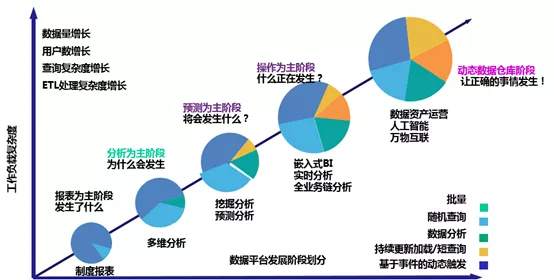 数据量增长
用户数增长
查询复杂度增长
ETL处理复杂度增长
工作负载复杂度
报表为主阶段
发生了什么
制度报表
分析为主阶段
为什么会发生
多维分析
预测为主阶段
将会发生什么？
挖掘分析
预测分析
操作为主阶段
什么正在发生？
嵌入式BI
实时分析
全业务链分析
动态数据仓库阶段
让正确的事情发生！
数据资产运营
人工智能
万物互联
批量
随机查询
数据分析
持续更新加载/短查询
基于事件的动态触发
数据平台发展阶段划分